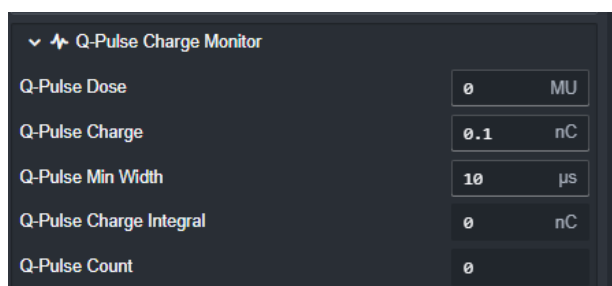 Q-Pulse Charge Monitor
Q-Pulse Dose 0 MU
Q-Pulse Charge 0.1 nC
Q-Pulse Min Width 10 µs
Q-Pulse Charge Integral 0 nC
Q-Pulse Count 0